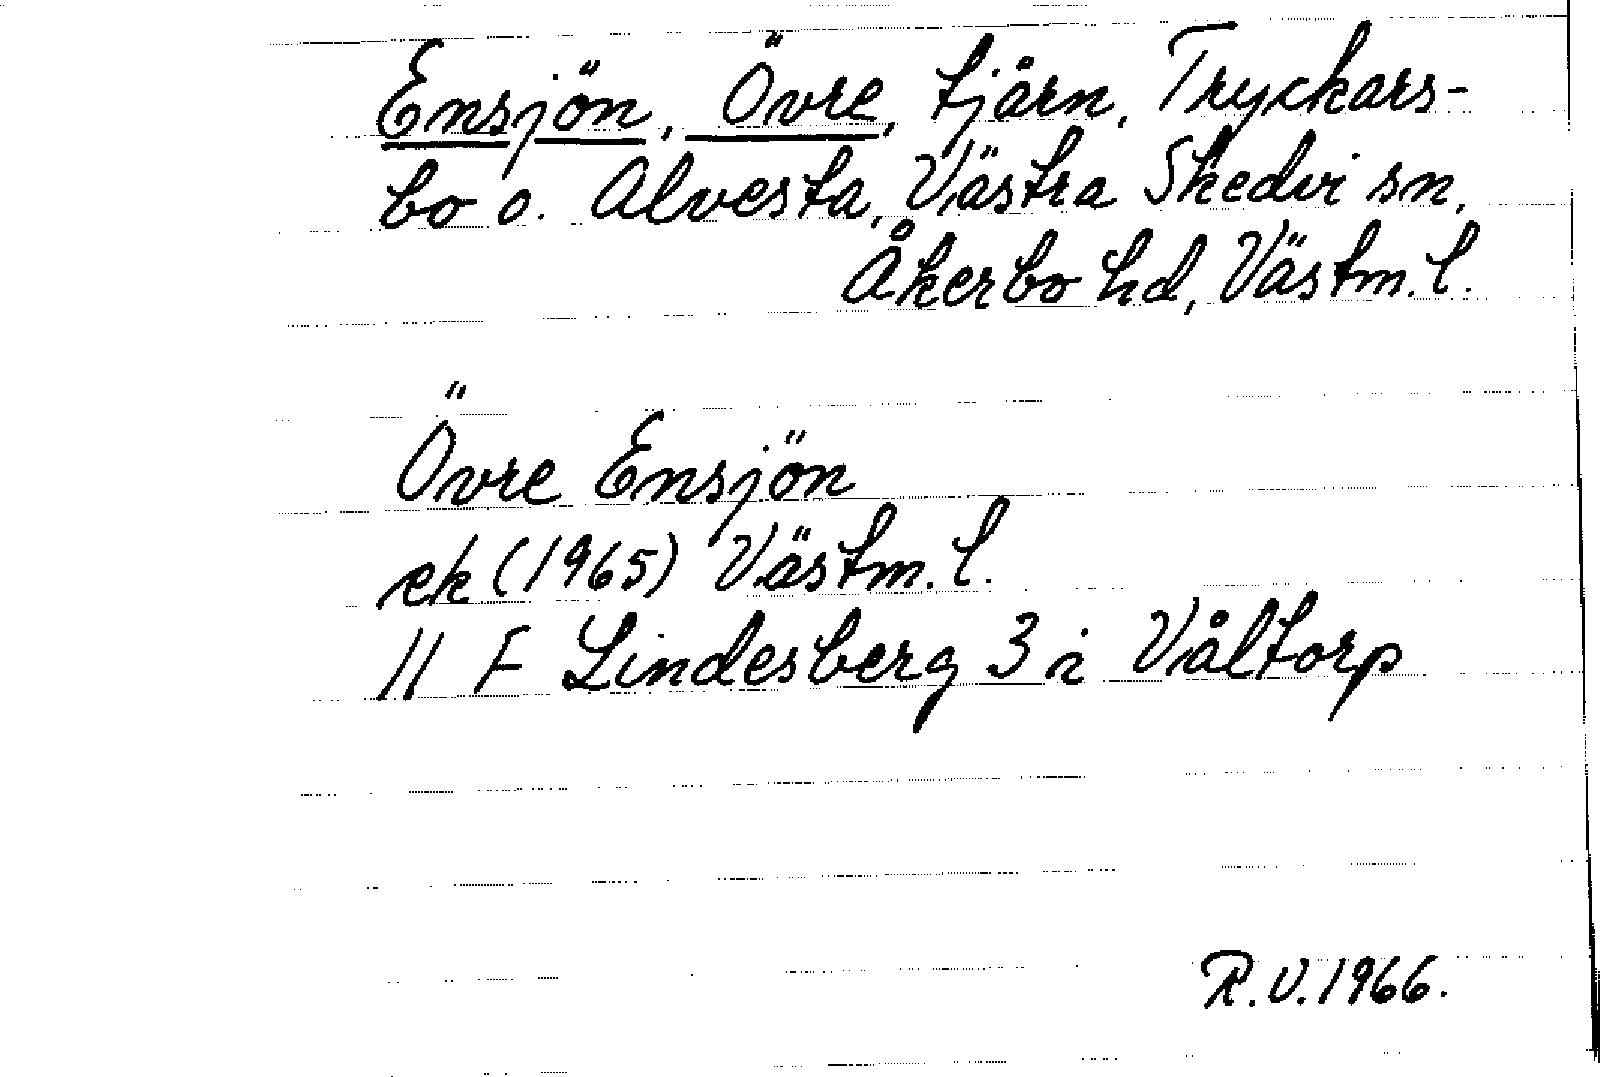 Ensjön, Övre, tjärn, Tryckars-
bo o. Alvesta, Västra Skedvi sn,
Åkerbo hd, Västm. l.
Övre Ensjön
ek (1965) Västm. l.
11 F Lindesberg 3 i Våltorp
R.V. 1966.